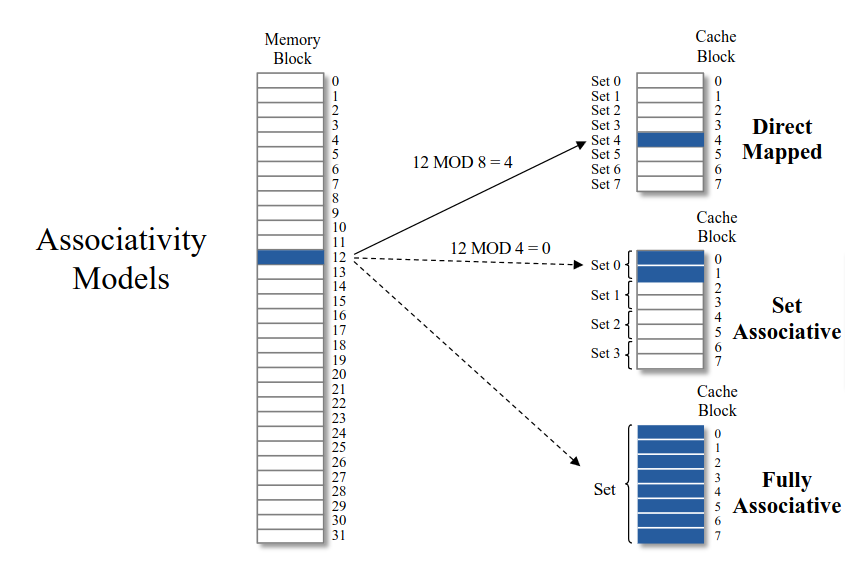 Associativity
Models
Memory
Block
0
1
2
3
4
5
6
7
8
9
10
11
12
13
14
15
16
17
18
19
20
21
22
23
24
25
26
27
28
29
30
31
12 MOD 8 = 4
12 MOD 4 = 0
Cache
Block
Set 0 0
Set 1 1
Set 2 2
Set 3 3
Set 4 4
Set 5 5
Set 6 6
Set 7 7
Direct
Mapped
Cache
Block
Set 0
0
1
Set 1
2
3
Set 2
4
5
Set 3
6
7
Set
Associative
Cache
Block
Set
0
1
2
3
4
5
6
7
Fully
Associative